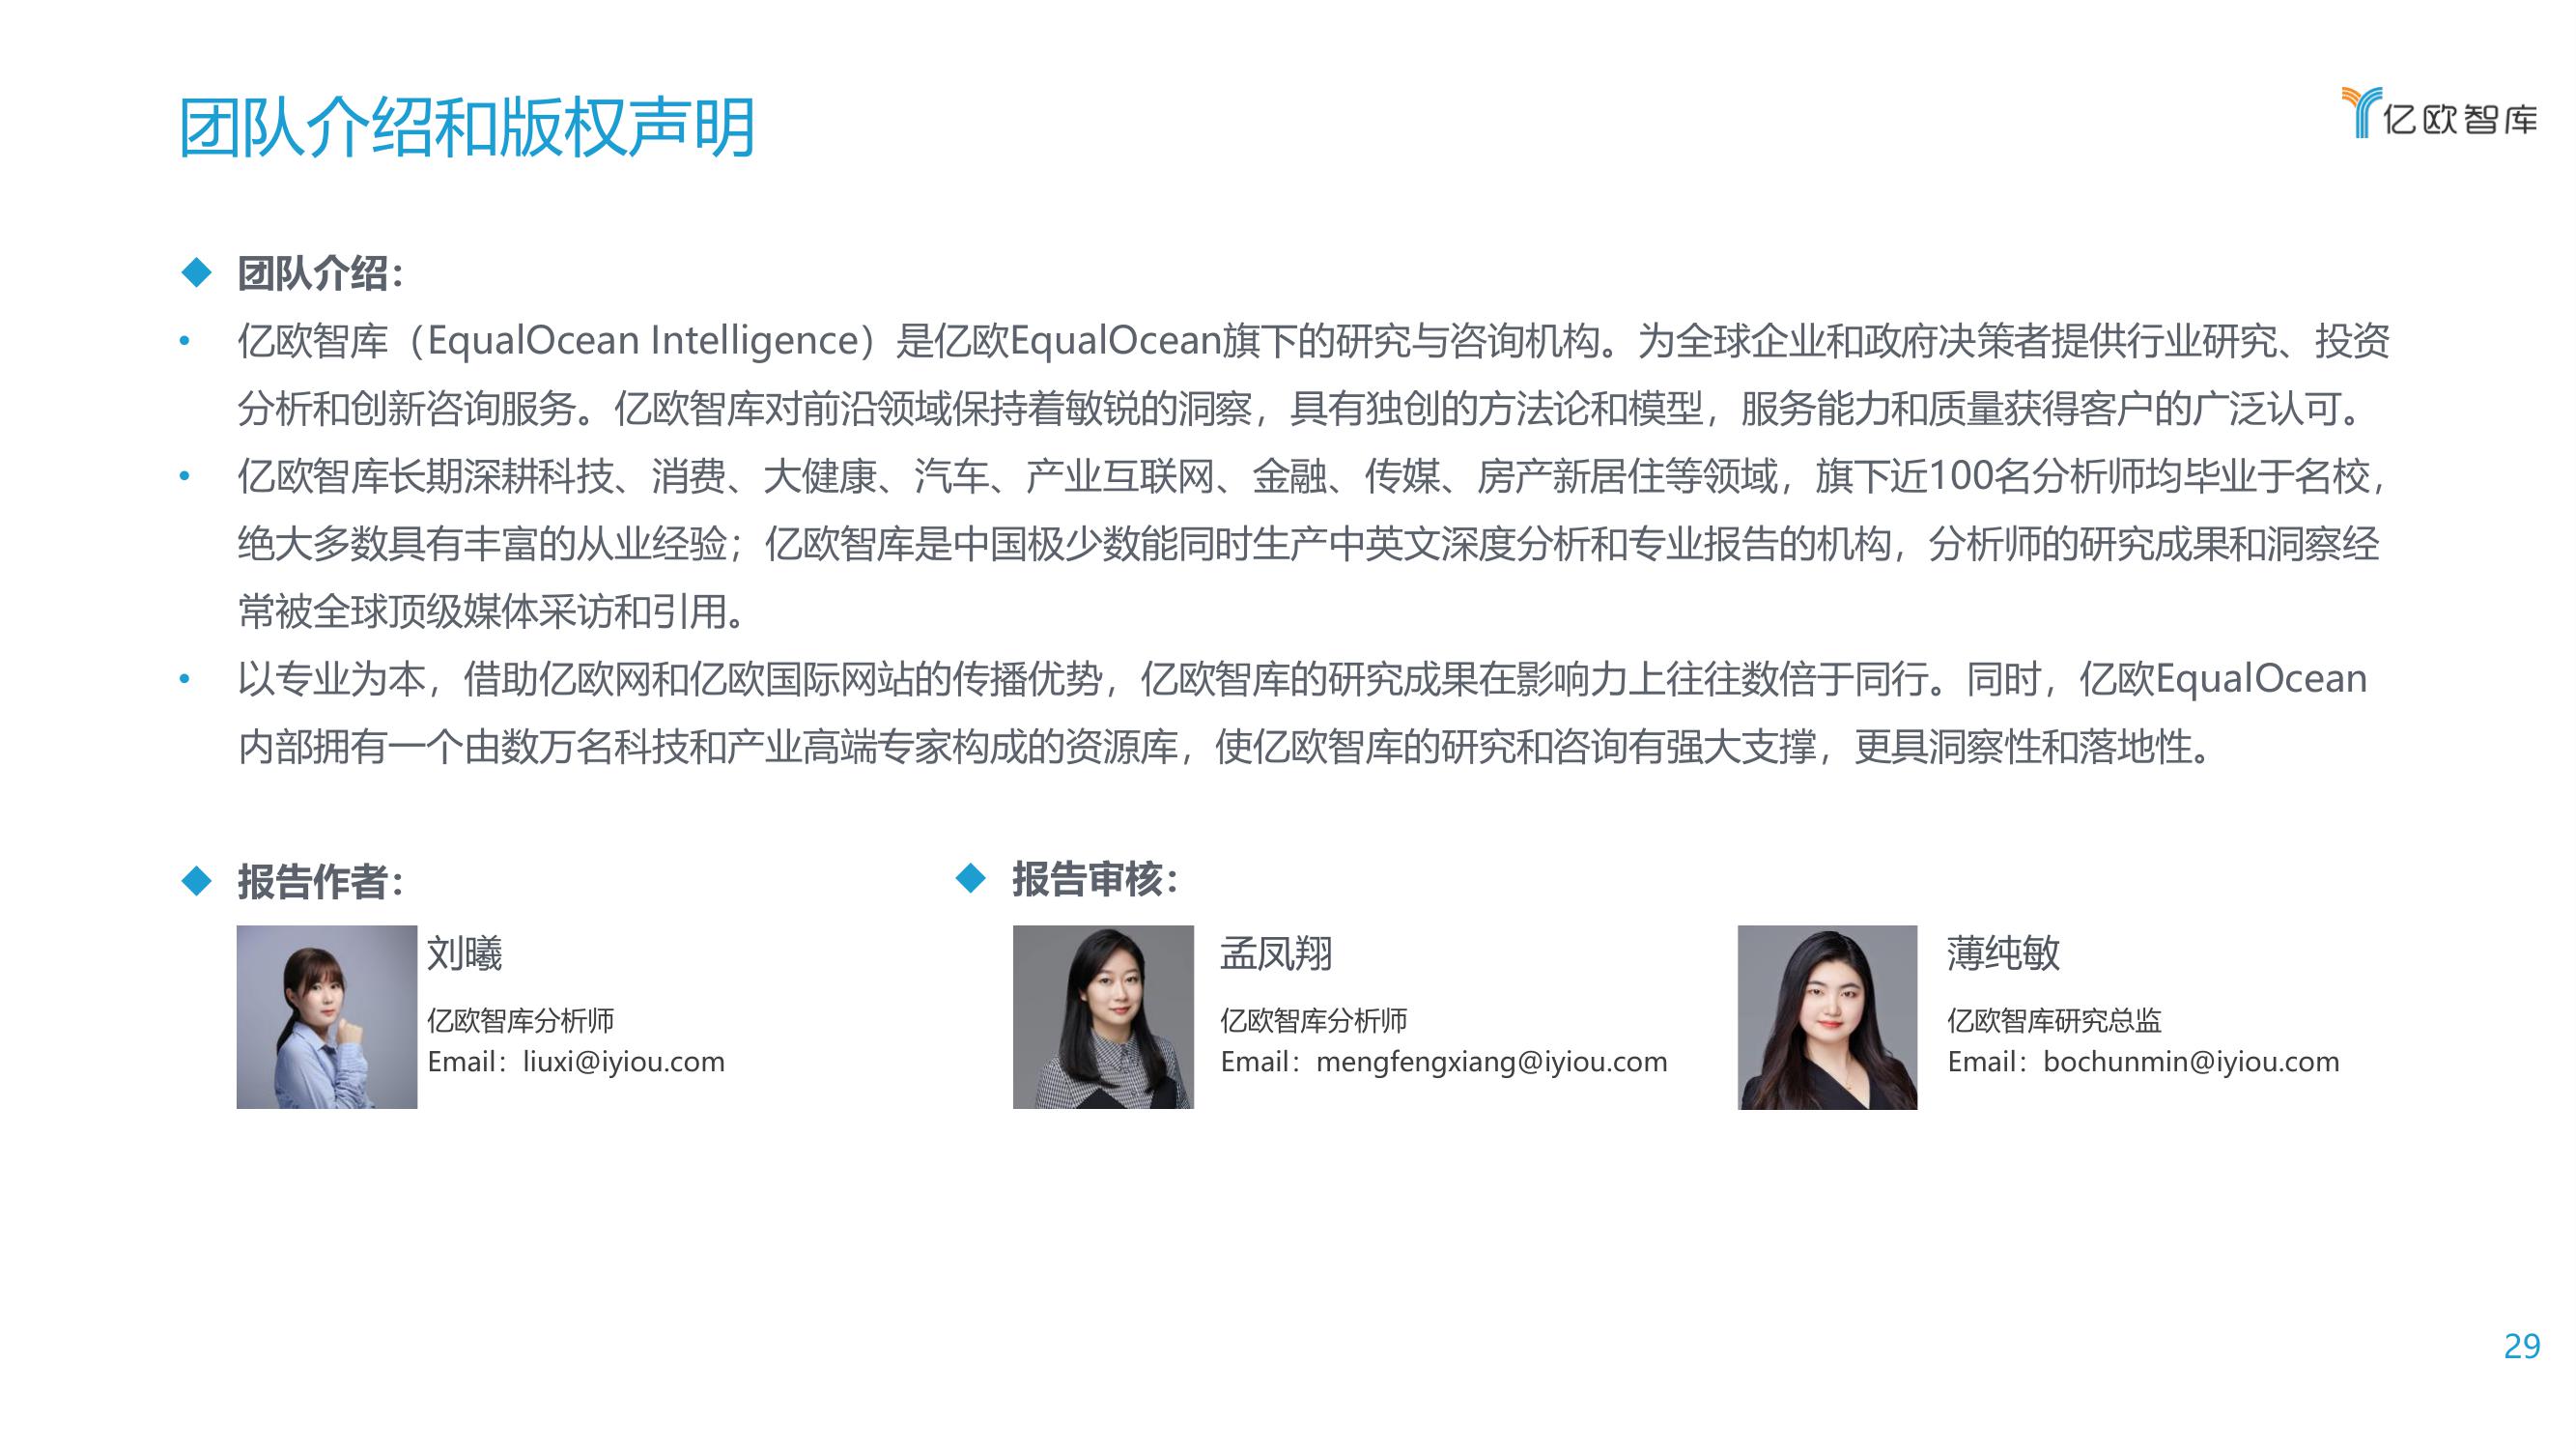 团队介绍和版权声明
亿欧智库
团队介绍：
亿欧智库（EqualOcean Intelligence）是亿欧EqualOcean旗下的研究与咨询机构。为全球企业和政府决策者提供行业研究、投资
分析和创新咨询服务。亿欧智库对前沿领域保持着敏锐的洞察，具有独创的方法论和模型，服务能力和质量获得客户的广泛认可。
亿欧智库长期深耕科技、消费、大健康、汽车、产业互联网、金融、传媒、房产新居住等领域，旗下近100名分析师均毕业于名校，
绝大多数具有丰富的从业经验；亿欧智库是中国极少数能同时生产中英文深度分析和专业报告的机构，分析师的研究成果和洞察经
常被全球顶级媒体采访和引用。
以专业为本，借助亿欧网和亿欧国际网站的传播优势，亿欧智库的研究成果在影响力上往往数倍于同行。同时，亿欧EqualOcean
内部拥有一个由数万名科技和产业高端专家构成的资源库，使亿欧智库的研究和咨询有强大支撑，更具洞察性和落地性。
报告作者：
刘曦
亿欧智库分析师
Email：liuxi@iyiou.com
报告审核：
孟凤翔
亿欧智库分析师
Email：mengfengxiang@iyiou.com
薄纯敏
亿欧智库研究总监
Email：bochunmin@iyiou.com
29